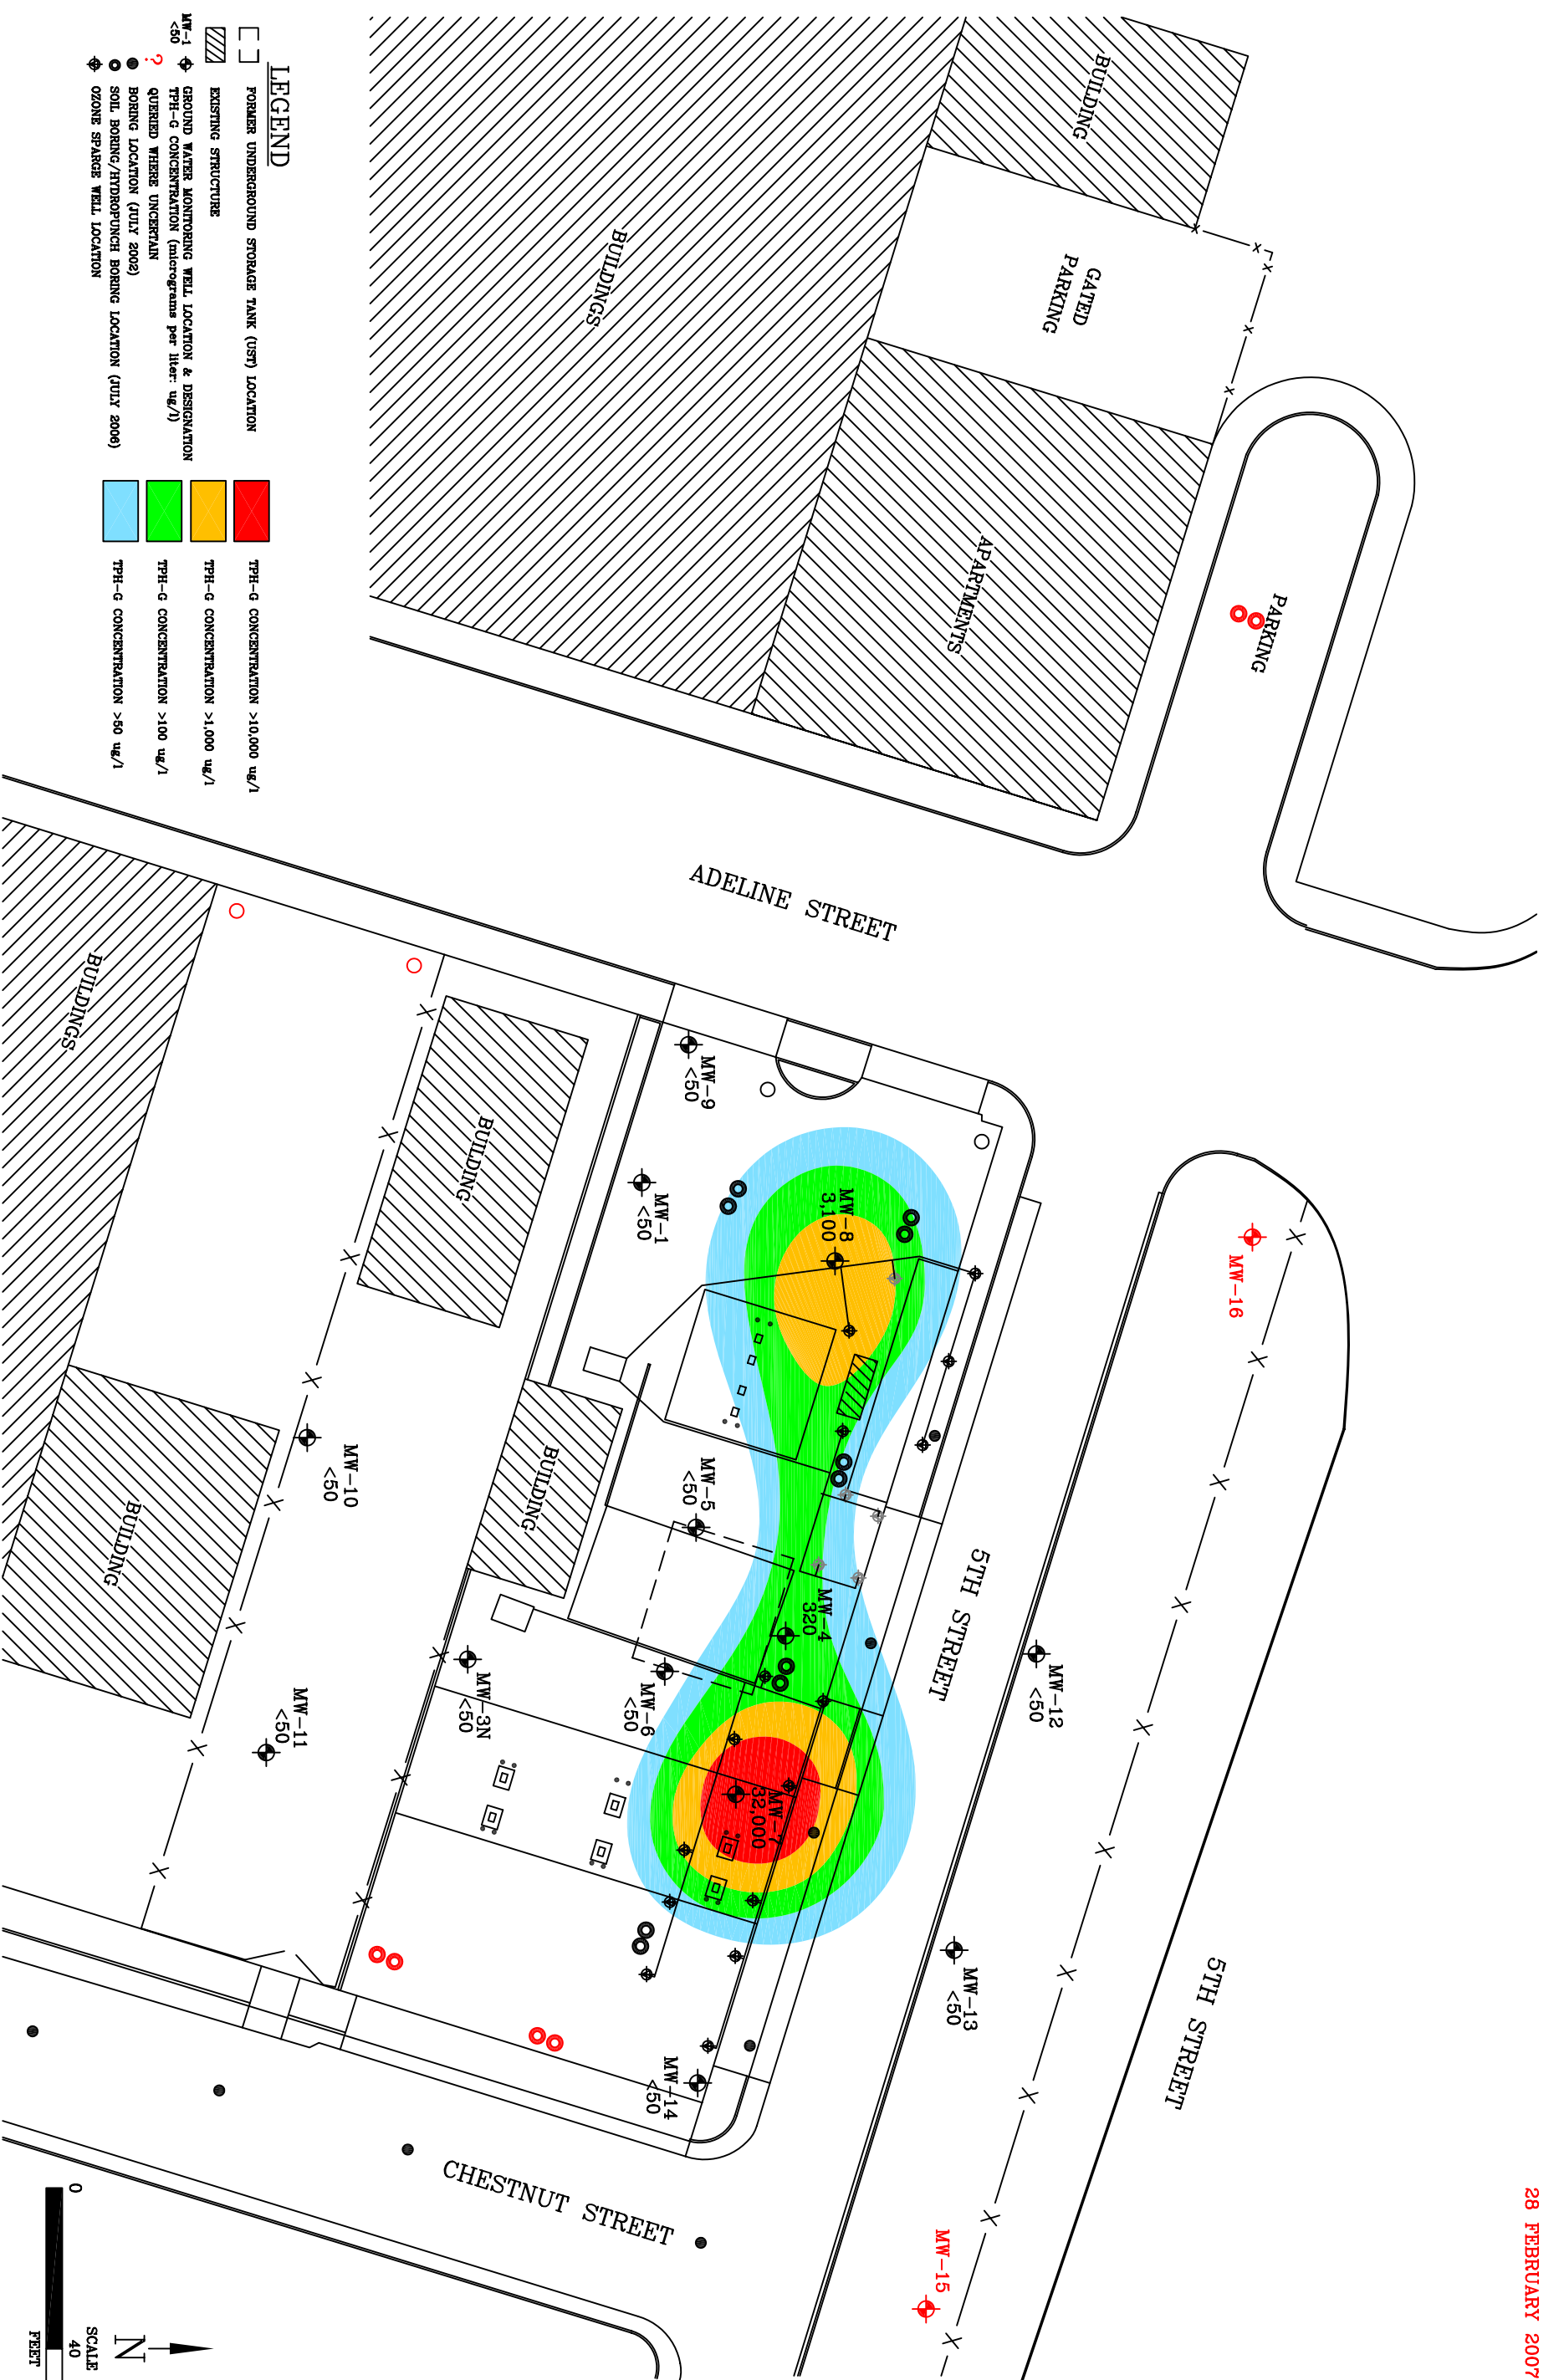 28 FEBRUARY 2007
BUILDING
GATED
PARKING
BUILDINGS
APARTMENTS
PARKING
ADELINE STREET
5TH STREET
5TH STREET
CHESTNUT STREET
MW-16
MW-15
MW-12
<50
MW-13
<50
MW-14
<50
MW-9
<50
MW-1
<50
MW-8
3,100
MW-5
<50
MW-4
320
MW-6
<50
MW-7
32,000
MW-3N
<50
MW-10
<50
MW-11
<50
BUILDING
BUILDING
BUILDINGS
BUILDING
LEGEND
FORMER UNDERGROUND STORAGE TANK (UST) LOCATION
EXISTING STRUCTURE
MW-1
<50
GROUND WATER MONITORING WELL LOCATION & DESIGNATION
TPH-G CONCENTRATION (micrograms per liter: ug/l)
? QUERIED WHERE UNCERTAIN
BORING LOCATION (JULY 2002)
SOIL BORING/HYDROPUNCH BORING LOCATION (JULY 2006)
OZONE SPARGE WELL LOCATION
TPH-G CONCENTRATION >10,000 ug/l
TPH-G CONCENTRATION >1,000 ug/l
TPH-G CONCENTRATION >100 ug/l
TPH-G CONCENTRATION >50 ug/l
N
SCALE
0 40
FEET